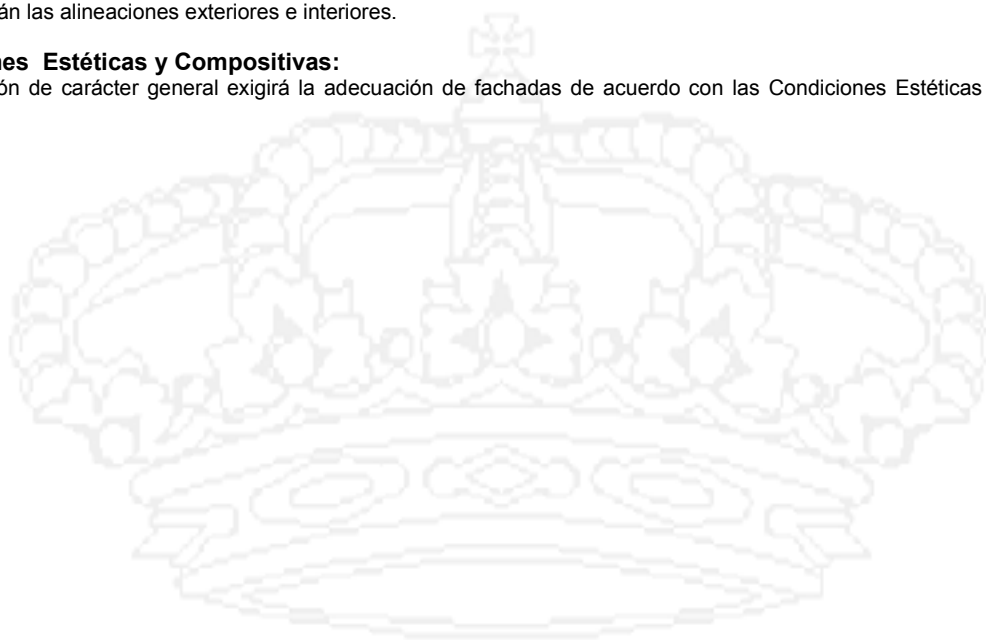 án las alineaciones exteriores e interiores.
nes Estéticas y Compositivas:
ón de carácter general exigirá la adecuación de fachadas de acuerdo con las Condiciones Estéticas